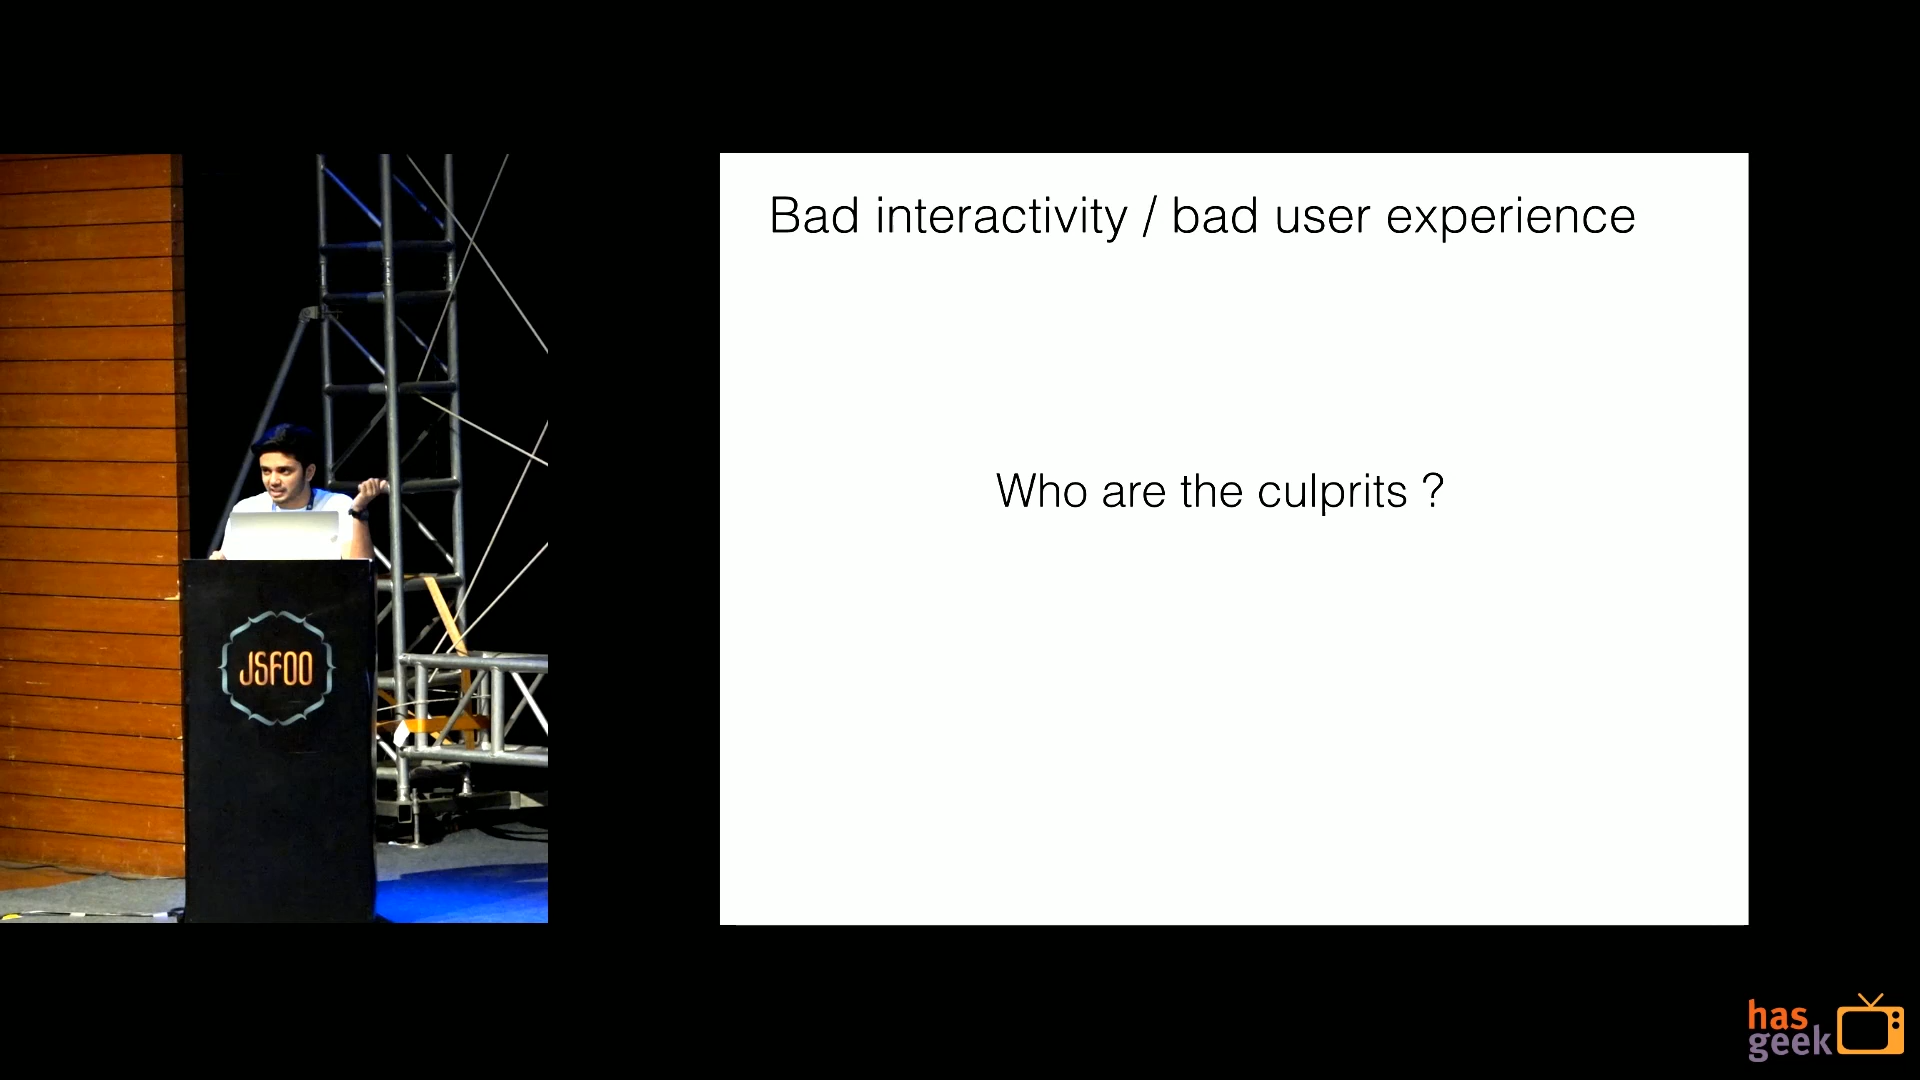 Bad interactivity / bad user experience
Who are the culprits ?
JSFOO
has
geek